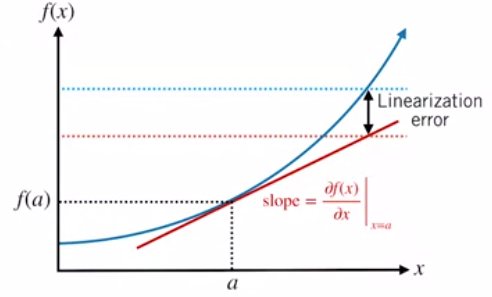 f(x)
Linearization
error
f(a)
slope = ∂f(x)/∂x |x=a
x
a